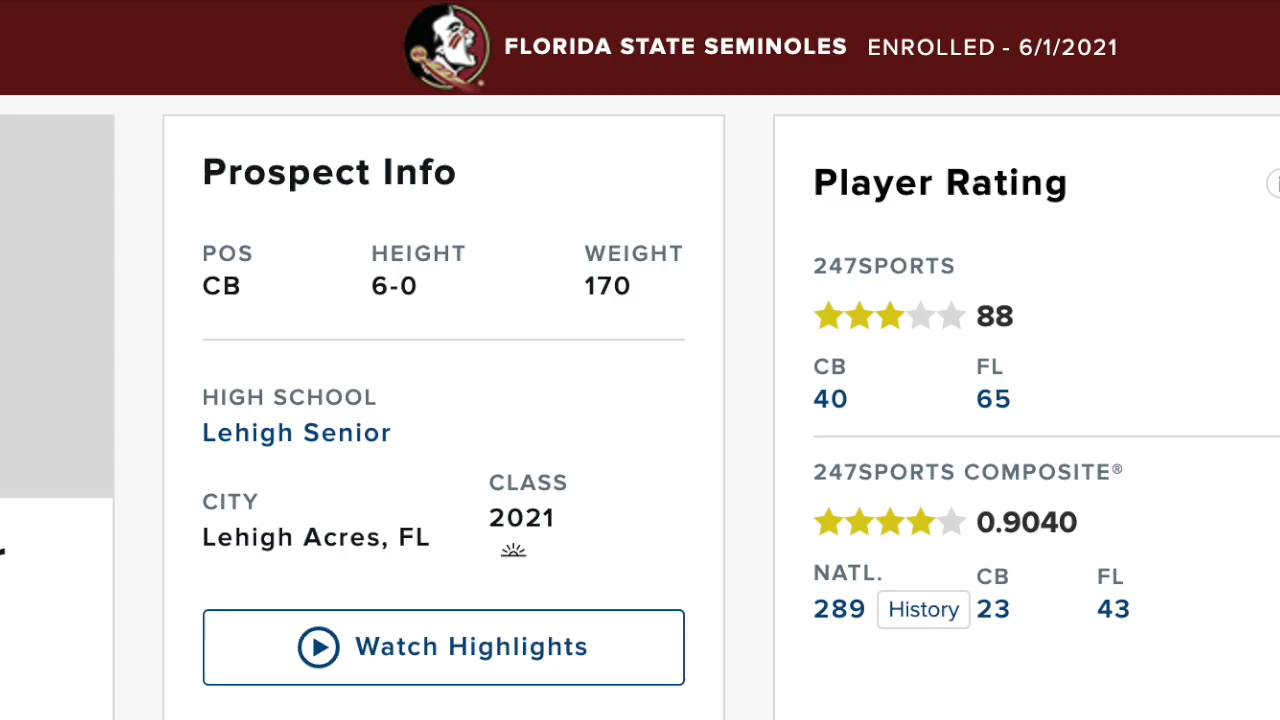 FLORIDA STATE SEMINOLES ENROLLED - 6/1/2021
Prospect Info
POS HEIGHT WEIGHT
CB 6-0 170
HIGH SCHOOL
Lehigh Senior
CITY
Lehigh Acres, FL
CLASS
2021
Watch Highlights
Player Rating
247SPORTS
88
CB FL
40 65
247SPORTS COMPOSITE®
0.9040
NATL. CB FL
289 History 23 43